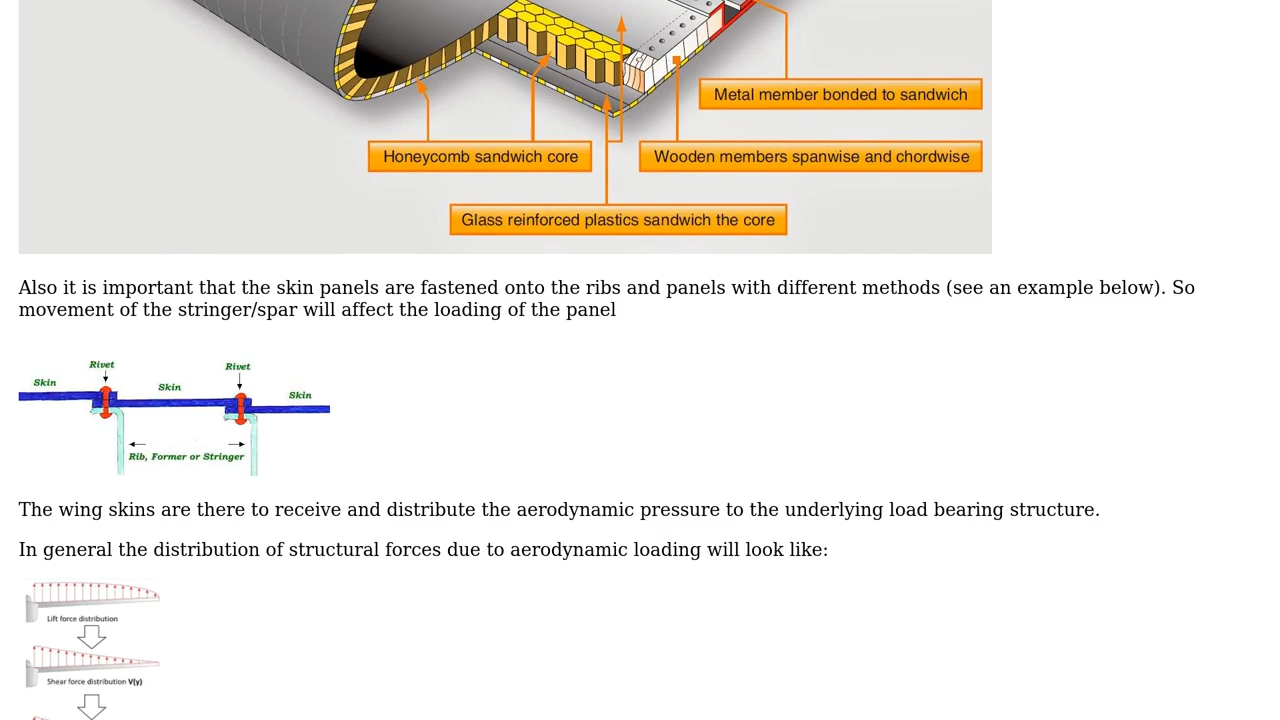 Metal member bonded to sandwich
Honeycomb sandwich core
Wooden members spanwise and chordwise
Glass reinforced plastics sandwich the core
Also it is important that the skin panels are fastened onto the ribs and panels with different methods (see an example below). So
movement of the stringer/spar will affect the loading of the panel
Rivet
Rivet
Skin
Skin
Skin
Rib, Former or Stringer
The wing skins are there to receive and distribute the aerodynamic pressure to the underlying load bearing structure.
In general the distribution of structural forces due to aerodynamic loading will look like:
Lift force distribution
Shear force distribution V(y)